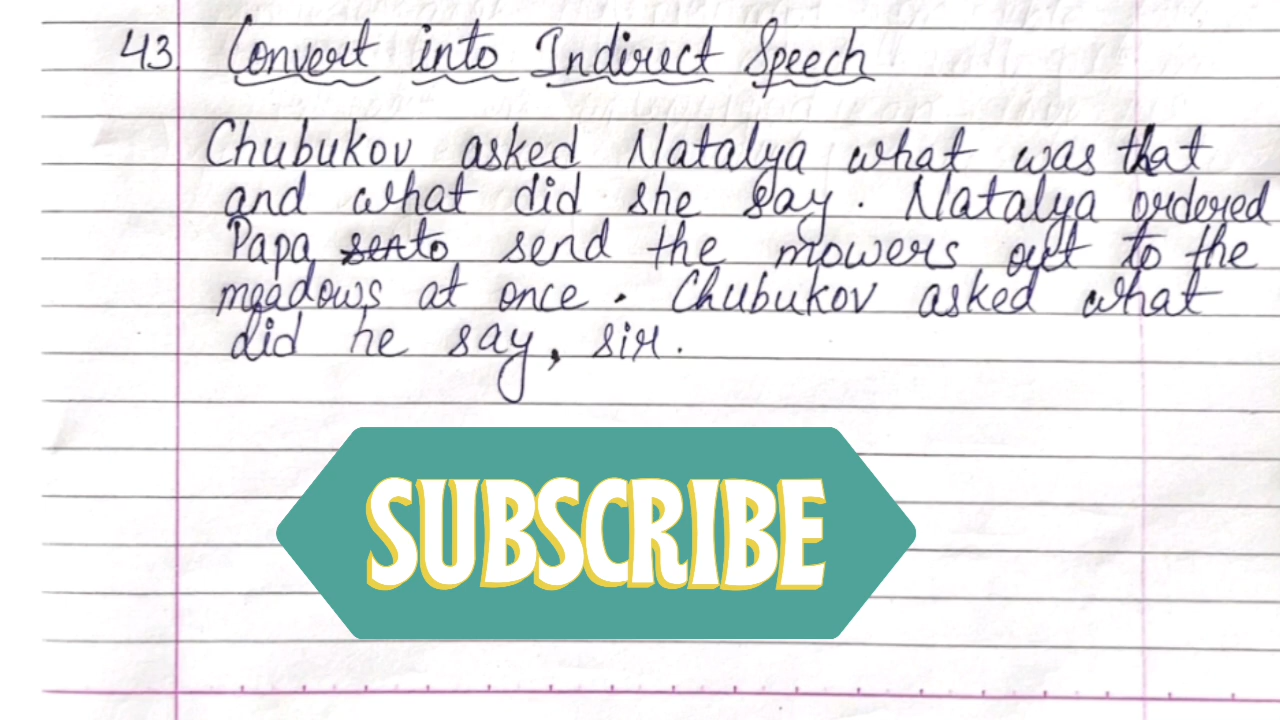 43 Convert into Indirect Speech
Chubukov asked Natalya what was that
and what did she say. Natalya ordered
Papa sento send the mowers out to the
meadows at once. Chubukov asked what
did he say, sir.
SUBSCRIBE